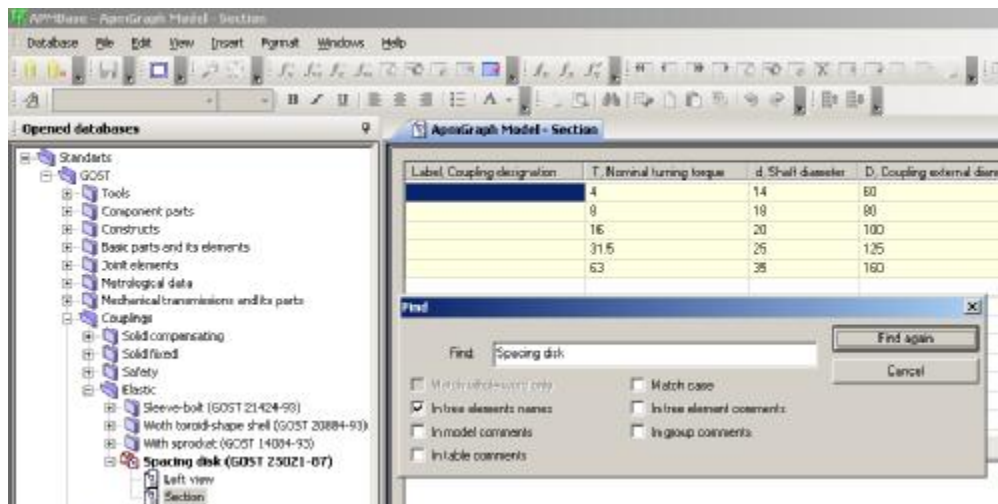 APMBase - ApmGraph Model - Section
Database File Edit View Insert Format Windows Help
Opened databases
ApmGraph Model - Section
Standarts
GOST
Tools
Component parts
Constructs
Basic parts and its elements
Joint elements
Metrological data
Mechanical transmissions and its parts
Couplings
Solid compensating
Solid fixed
Safety
Elastic
Sleeve-bolt (GOST 21424-93)
Woth toroid-shape shell (GOST 20884-93)
With sprocket (GOST 14084-93)
Spacing disk (GOST 25021-87)
Left view
Section
Label, Coupling designation T, Nominal turning torque d, Shaft diameter D, Coupling external diam
4 14 60
8 18 80
16 20 100
31.5 25 125
63 35 160
Find
Find: Spacing disk
Find again
Cancel
Match whole-word only
Match case
In tree elements names
In tree element comments
In model comments
In group comments
In table comments